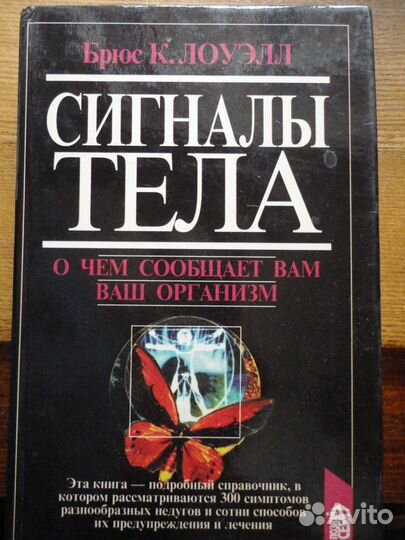 Брюс К. ЛОУЭЛЛ
СИГНАЛЫ
ТЕЛА
О ЧЕМ СООБЩАЕТ ВАМ
ВАШ ОРГАНИЗМ
Эта книга — подробный справочник, в
котором рассматриваются 300 симптомов
разнообразных недугов и сотни способов
их предупреждения и лечения
Avito